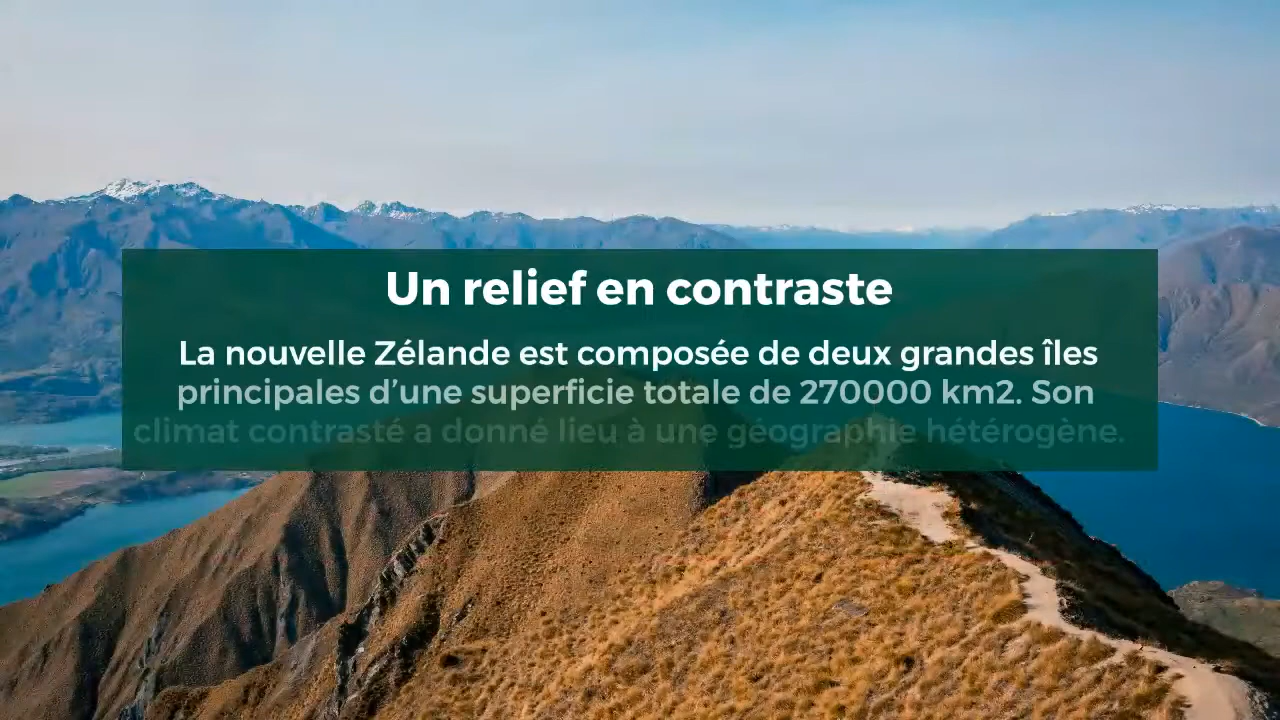 Un relief en contraste
La nouvelle Zélande est composée de deux grandes îles
principales d’une superficie totale de 270000 km2. Son
climat contrasté a donné lieu à une géographie hétérogène.